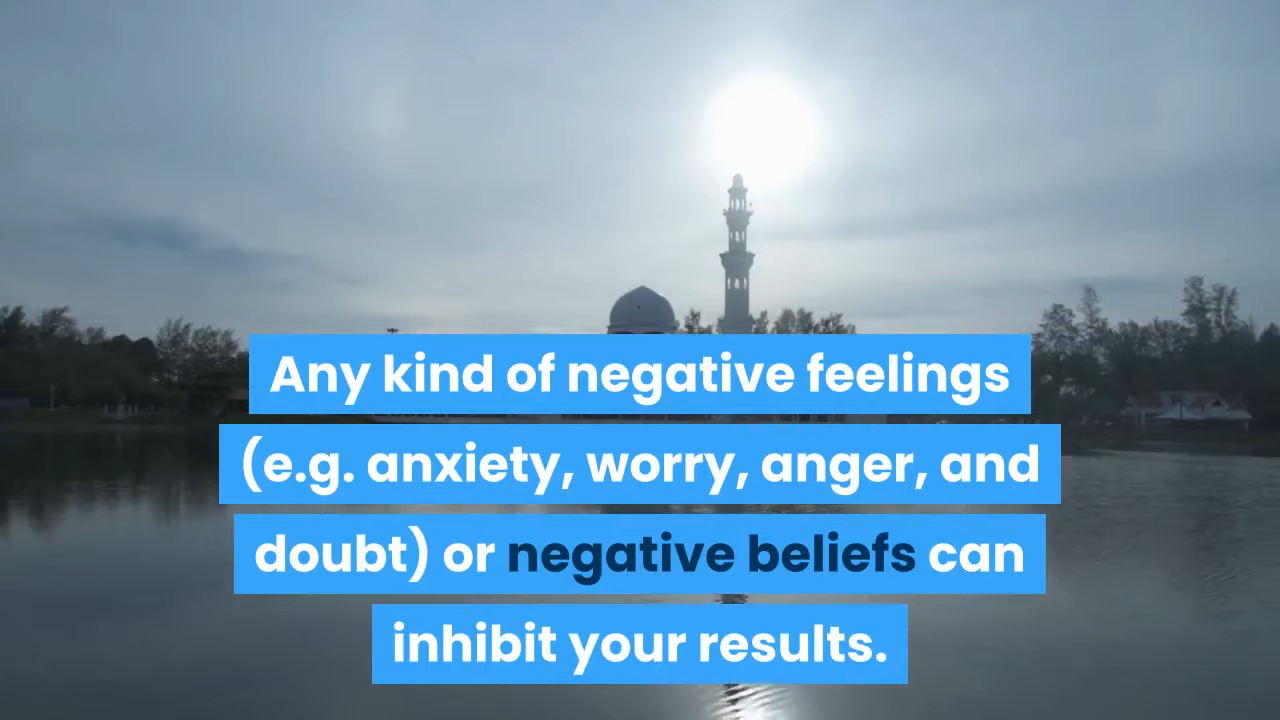 Any kind of negative feelings
(e.g. anxiety, worry, anger, and
doubt) or negative beliefs can
inhibit your results.